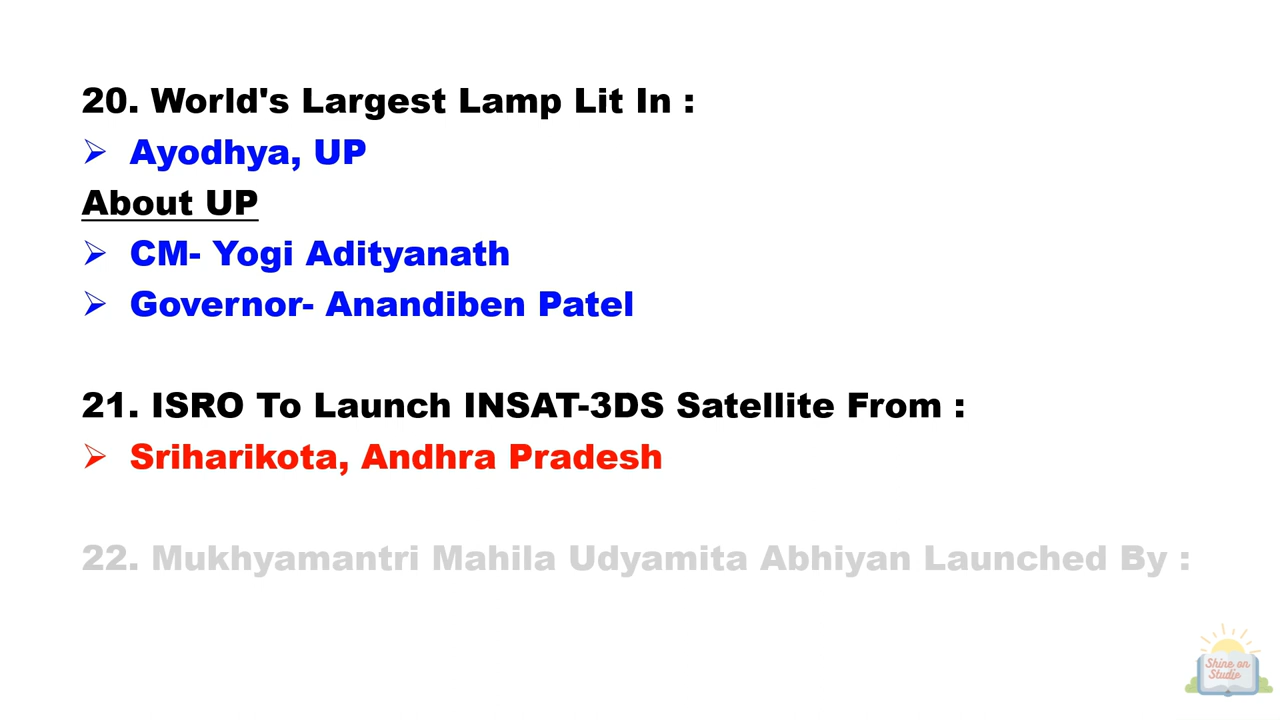 20. World's Largest Lamp Lit In :
➢ Ayodhya, UP
About UP
➢ CM- Yogi Adityanath
➢ Governor- Anandiben Patel
21. ISRO To Launch INSAT-3DS Satellite From :
➢ Sriharikota, Andhra Pradesh
22. Mukhyamantri Mahila Udyamita Abhiyan Launched By :
Shine on
Studio